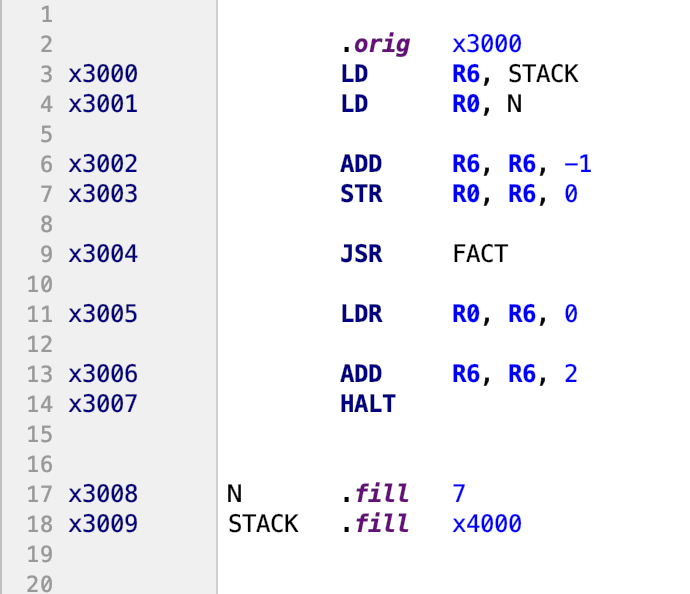 1
2 .orig x3000
3 x3000 LD R6, STACK
4 x3001 LD R0, N
5
6 x3002 ADD R6, R6, −1
7 x3003 STR R0, R6, 0
8
9 x3004 JSR FACT
10
11 x3005 LDR R0, R6, 0
12
13 x3006 ADD R6, R6, 2
14 x3007 HALT
15
16
17 x3008 N .fill 7
18 x3009 STACK .fill x4000
19
20